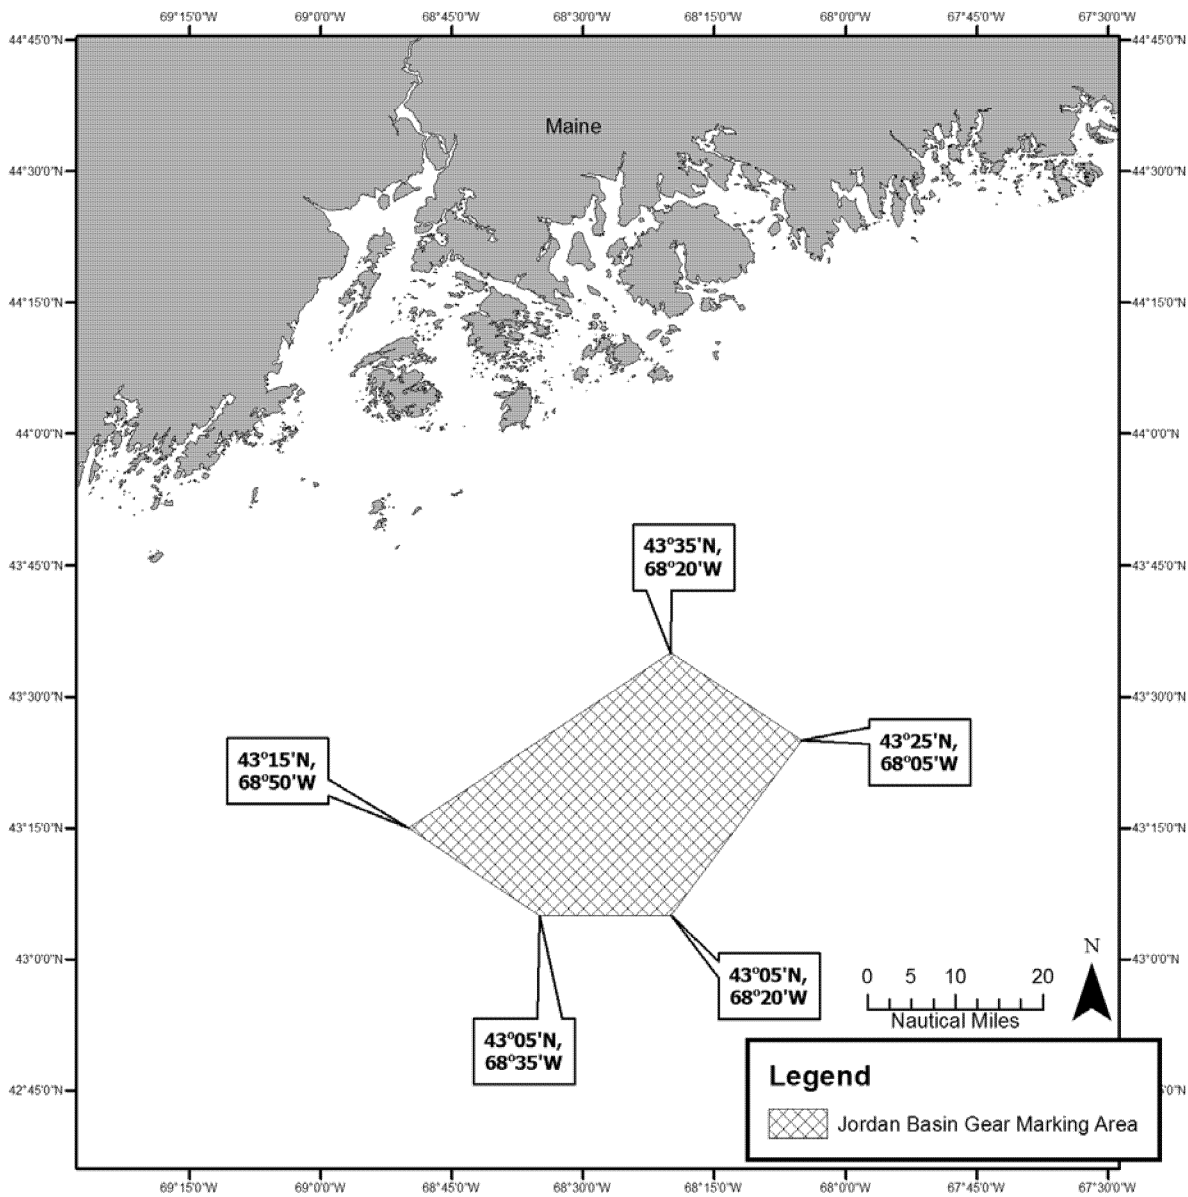 69°15'0"W 69°0'0"W 68°45'0"W 68°30'0"W 68°15'0"W 68°0'0"W 67°45'0"W 67°30'0"W
44°45'0"N 44°45'0"N
Maine
44°30'0"N 44°30'0"N
44°15'0"N 44°15'0"N
44°0'0"N 44°0'0"N
43°35'N,
68°20'W
43°45'0"N 43°45'0"N
43°30'0"N 43°30'0"N
43°25'N,
68°05'W
43°15'N,
68°50'W
43°15'0"N 43°15'0"N
43°0'0"N 43°0'0"N
43°05'N,
68°20'W
N
0 5 10 20
Nautical Miles
43°05'N,
68°35'W
42°45'0"N 5'0"N
Legend
Jordan Basin Gear Marking Area
69°15'0"W 69°0'0"W 68°45'0"W 68°30'0"W 68°15'0"W 68°0'0"W 67°45'0"W 67°30'0"W